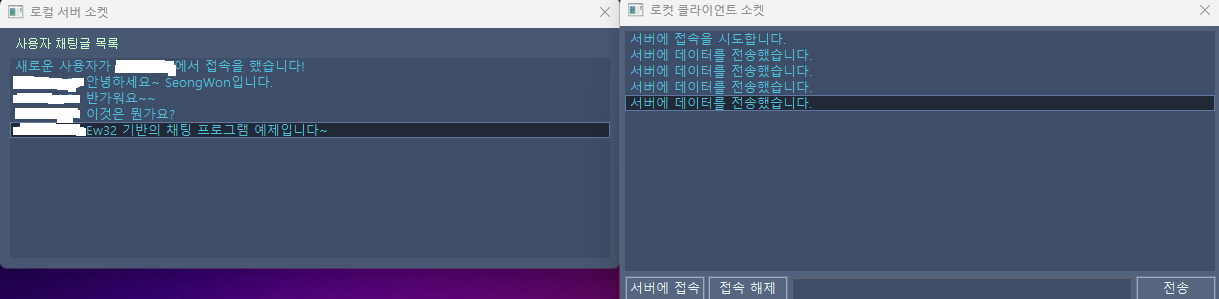 로컬 서버 소켓
사용자 채팅글 목록
새로운 사용자가 에서 접속을 했습니다!
안녕하세요~ SeongWon입니다.
반가워요~~
이것은 뭔가요?
Ew32 기반의 채팅 프로그램 예제입니다~
로컷 클라이언트 소켓
서버에 접속을 시도합니다.
서버에 데이터를 전송했습니다.
서버에 데이터를 전송했습니다.
서버에 데이터를 전송했습니다.
서버에 데이터를 전송했습니다.
서버에 접속 접속 해제 전송